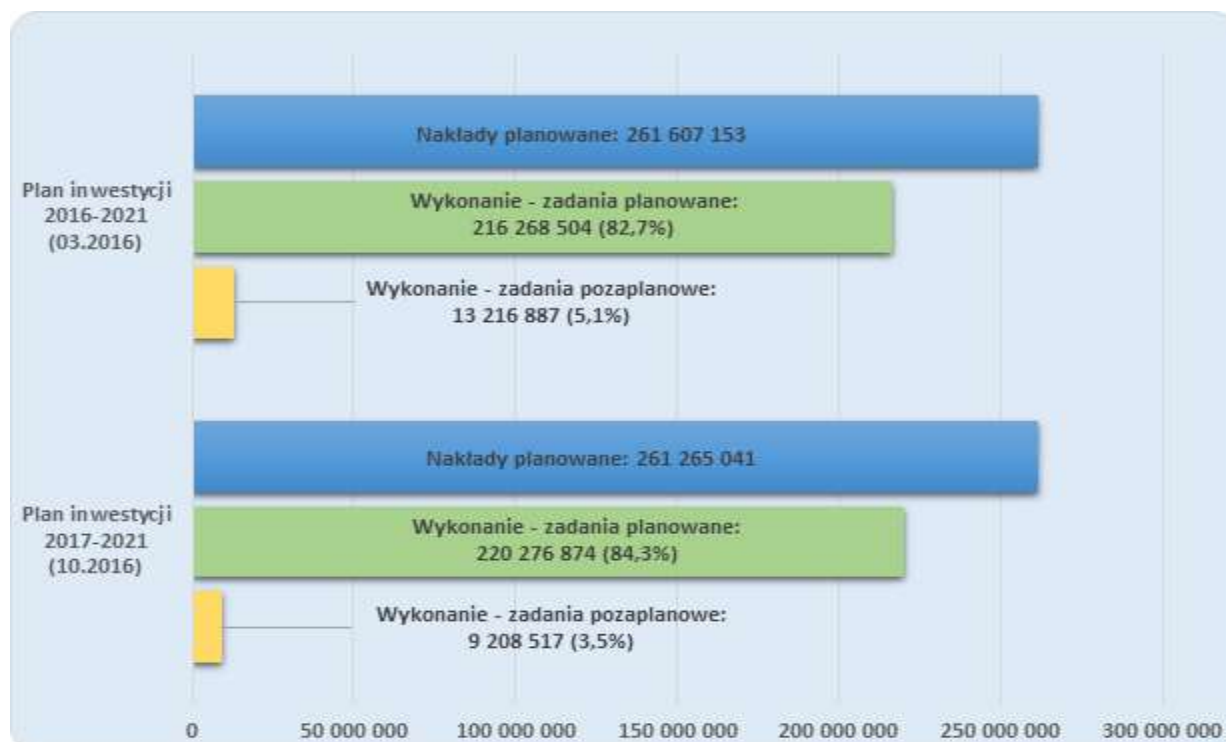 Nakłady planowane: 261 607 153
Plan inwestycji
2016-2021
(03.2016)
Wykonanie - zadania planowane:
216 268 504 (82,7%)
Wykonanie - zadania pozaplanowe:
13 216 887 (5,1%)
Nakłady planowane: 261 265 041
Plan inwestycji
2017-2021
(10.2016)
Wykonanie - zadania planowane:
220 276 874 (84,3%)
Wykonanie - zadania pozaplanowe:
9 208 517 (3,5%)
0 50 000 000 100 000 000 150 000 000 200 000 000 250 000 000 300 000 000